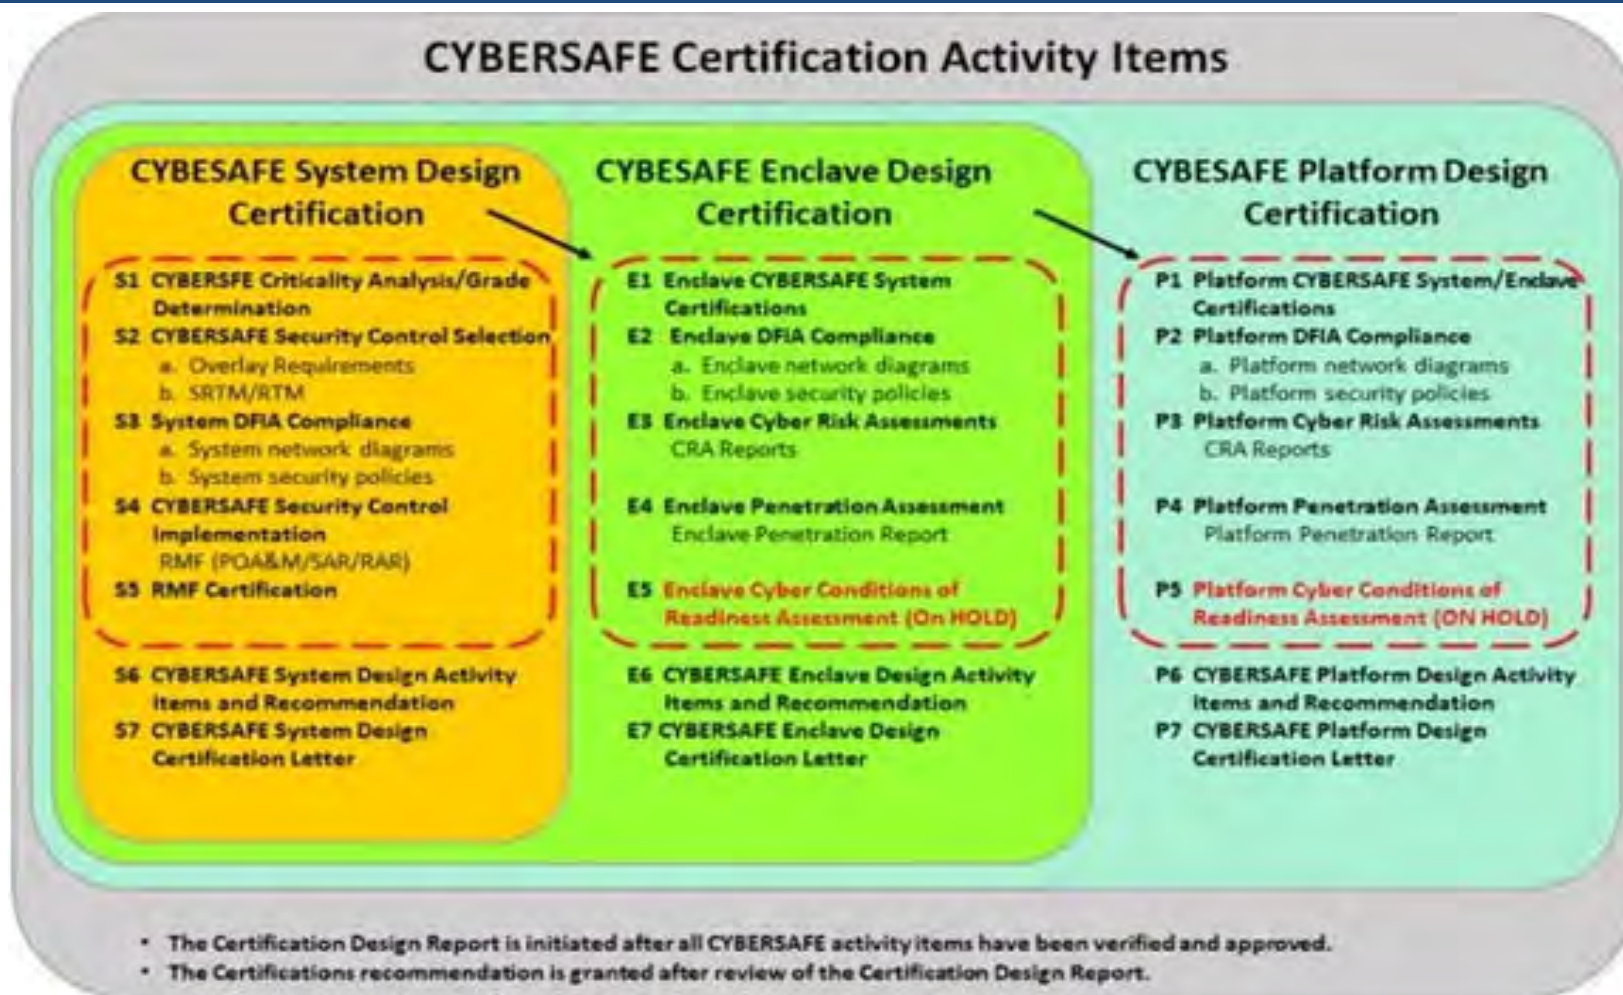 CYBERSAFE Certification Activity Items
CYBESAFE System Design
Certification
S1 CYBERSFE Criticality Analysis/Grade
Determination
S2 CYBERSAFE Security Control Selection
a. Overlay Requirements
b. SRTM/RTM
S3 System DFIA Compliance
a. System network diagrams
b. System security policies
S4 CYBERSAFE Security Control
Implementation
RMF (POA&M/SAR/RAR)
S5 RMF Certification
S6 CYBERSAFE System Design Activity
Items and Recommendation
S7 CYBERSAFE System Design
Certification Letter
CYBESAFE Enclave Design
Certification
E1 Enclave CYBERSAFE System
Certifications
E2 Enclave DFIA Compliance
a. Enclave network diagrams
b. Enclave security policies
E3 Enclave Cyber Risk Assessments
CRA Reports
E4 Enclave Penetration Assessment
Enclave Penetration Report
E5 Enclave Cyber Conditions of
Readiness Assessment (On HOLD)
E6 CYBERSAFE Enclave Design Activity
Items and Recommendation
E7 CYBERSAFE Enclave Design
Certification Letter
CYBESAFE Platform Design
Certification
P1 Platform CYBERSAFE System/Enclave
Certifications
P2 Platform DFIA Compliance
a. Platform network diagrams
b. Platform security policies
P3 Platform Cyber Risk Assessments
CRA Reports
P4 Platform Penetration Assessment
Platform Penetration Report
P5 Platform Cyber Conditions of
Readiness Assessment (ON HOLD)
P6 CYBERSAFE Platform Design Activity
Items and Recommendation
P7 CYBERSAFE Platform Design
Certification Letter
• The Certification Design Report is initiated after all CYBERSAFE activity items have been verified and approved.
• The Certifications recommendation is granted after review of the Certification Design Report.